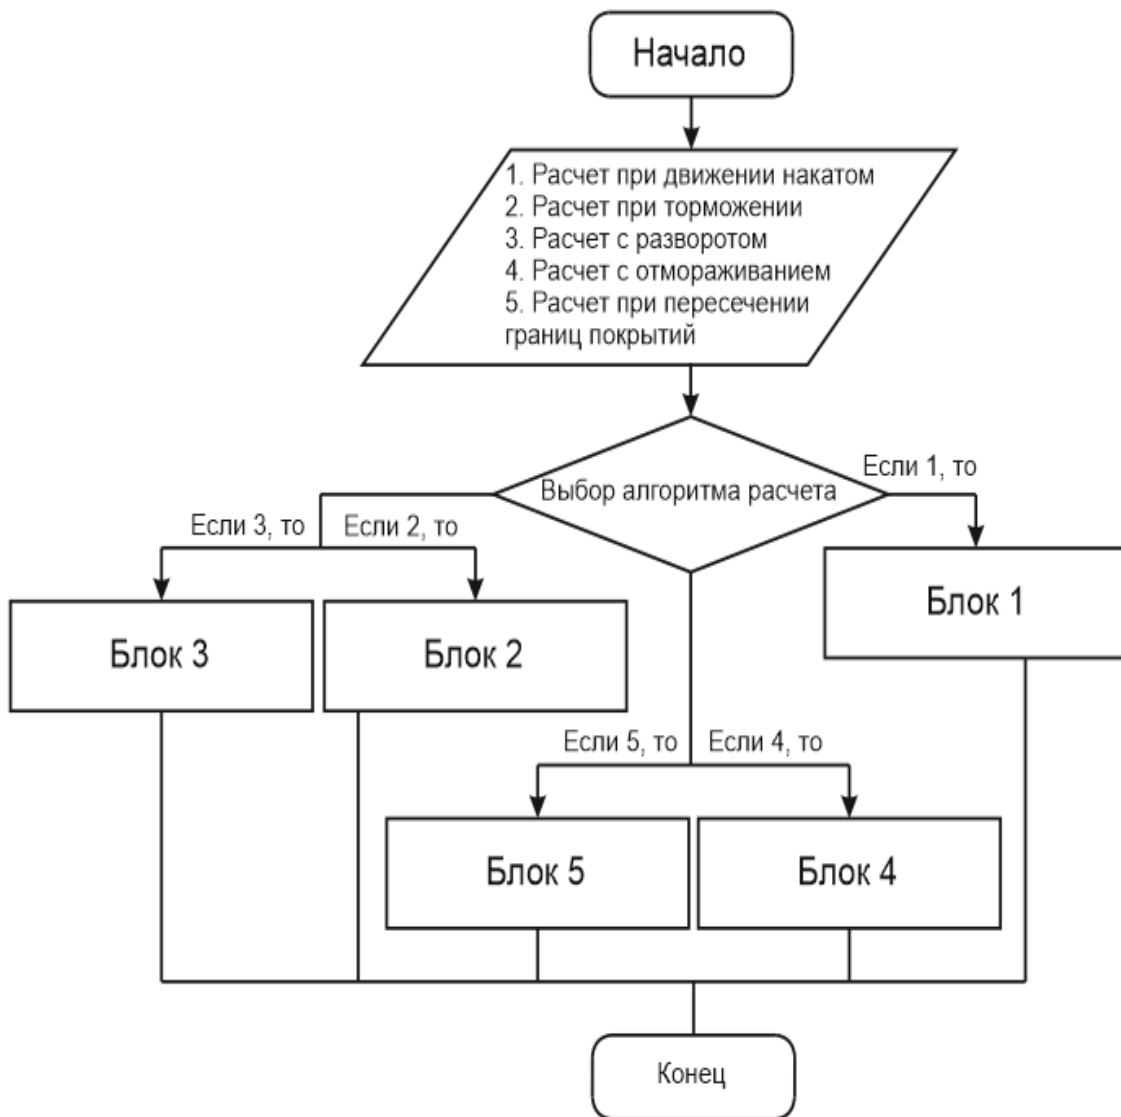 Начало
1. Расчет при движении накатом
2. Расчет при торможении
3. Расчет с разворотом
4. Расчет с отмораживанием
5. Расчет при пересечении
границ покрытий
Выбор алгоритма расчета
Если 1, то
Если 3, то
Если 2, то
Блок 1
Блок 3
Блок 2
Если 5, то
Если 4, то
Блок 5
Блок 4
Конец